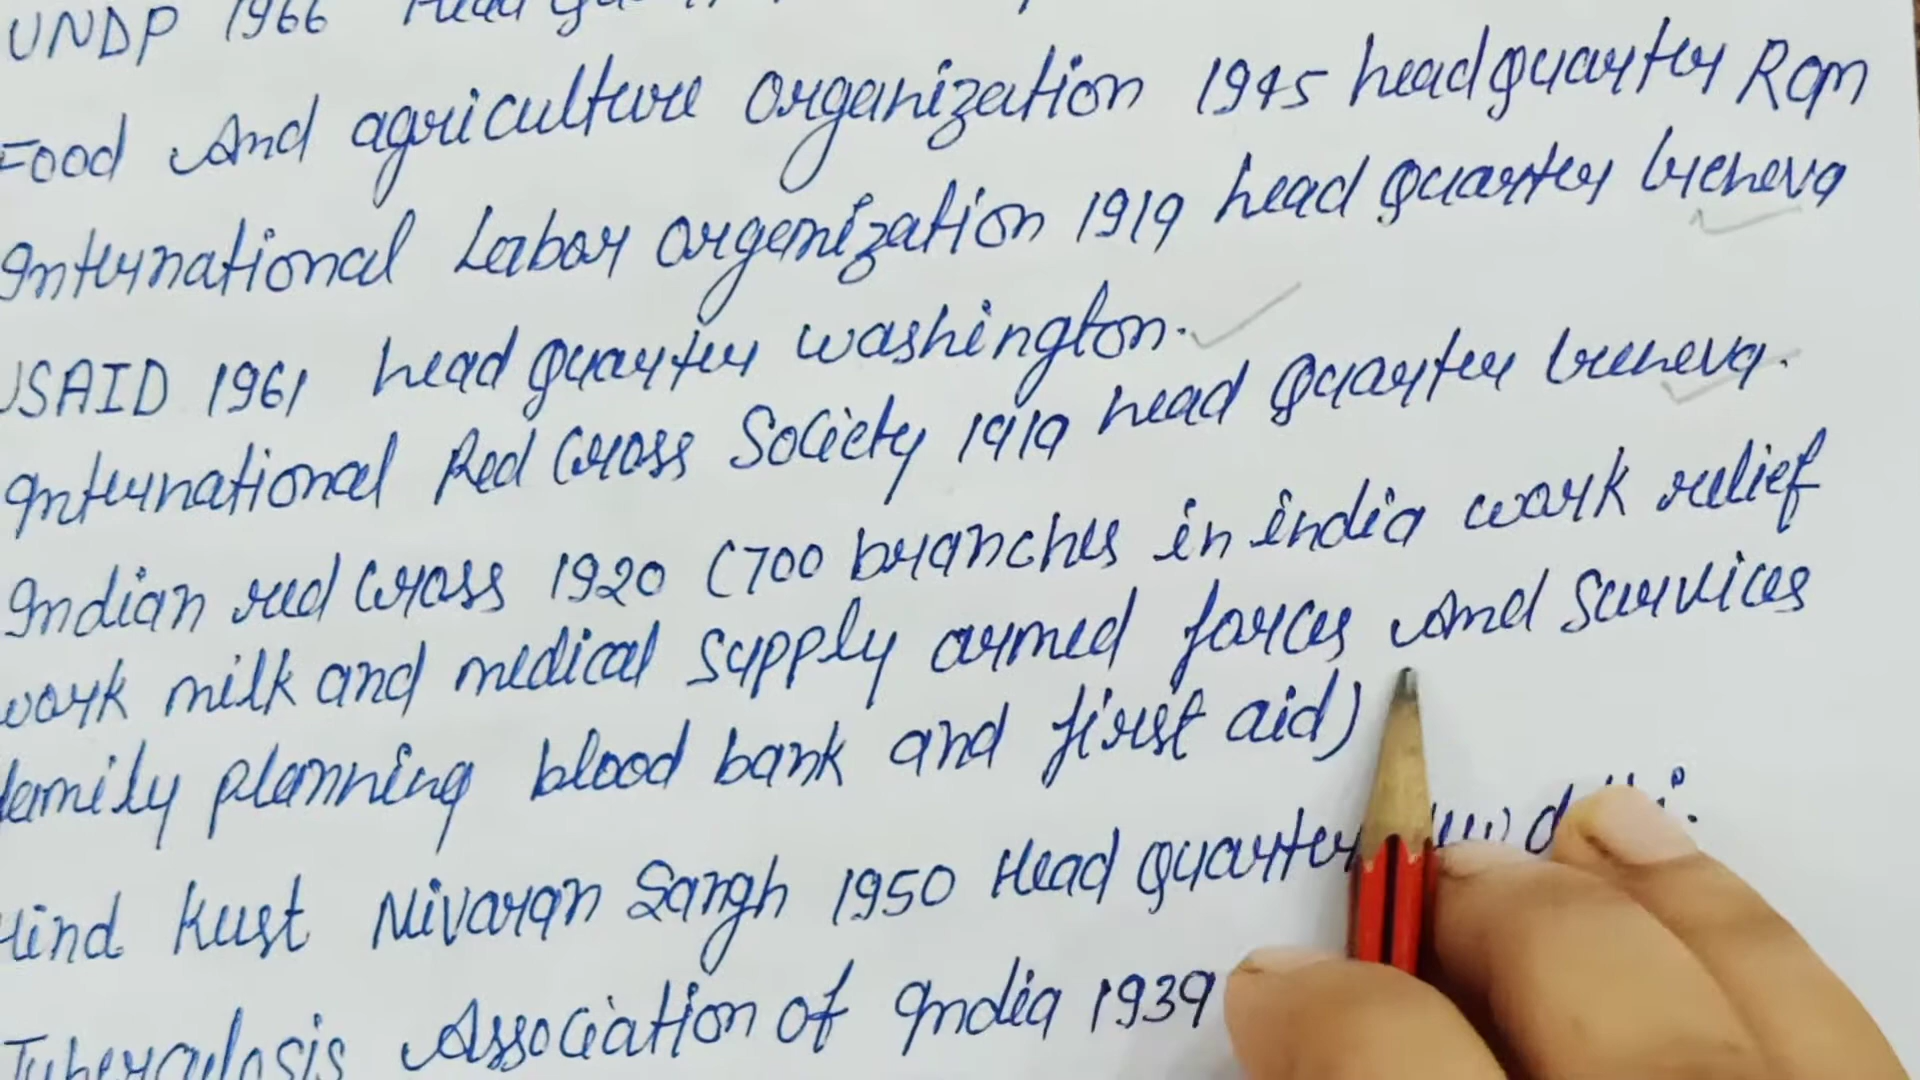 UNDP 1966 Head
Food And agriculture organization 1945 headquarter Rom
International Labor orgenization 1919 head quarter Geneva
USAID 1961 head quarter washington.
International Red Cross Society 1919 head quarter Geneva.
Indian red cross 1920 (700 branches in india work relief
work milk and medical supply armed forces And services
family planning blood bank and first aid)
Hind Kust Nivaran Sangh 1950 Head quarter
Tuberculosis Association of India 1939